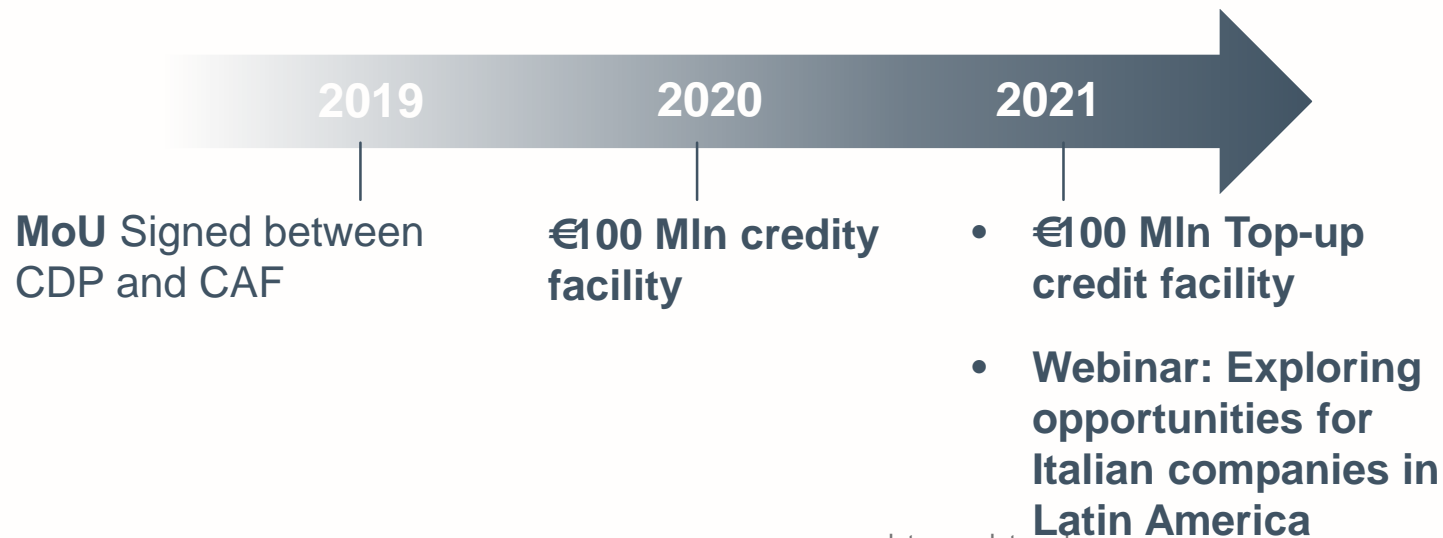 2019 2020 2021
MoU Signed between
CDP and CAF
€100 Mln credity
facility
• €100 Mln Top-up
credit facility
• Webinar: Exploring
opportunities for
Italian companies in
Latin America